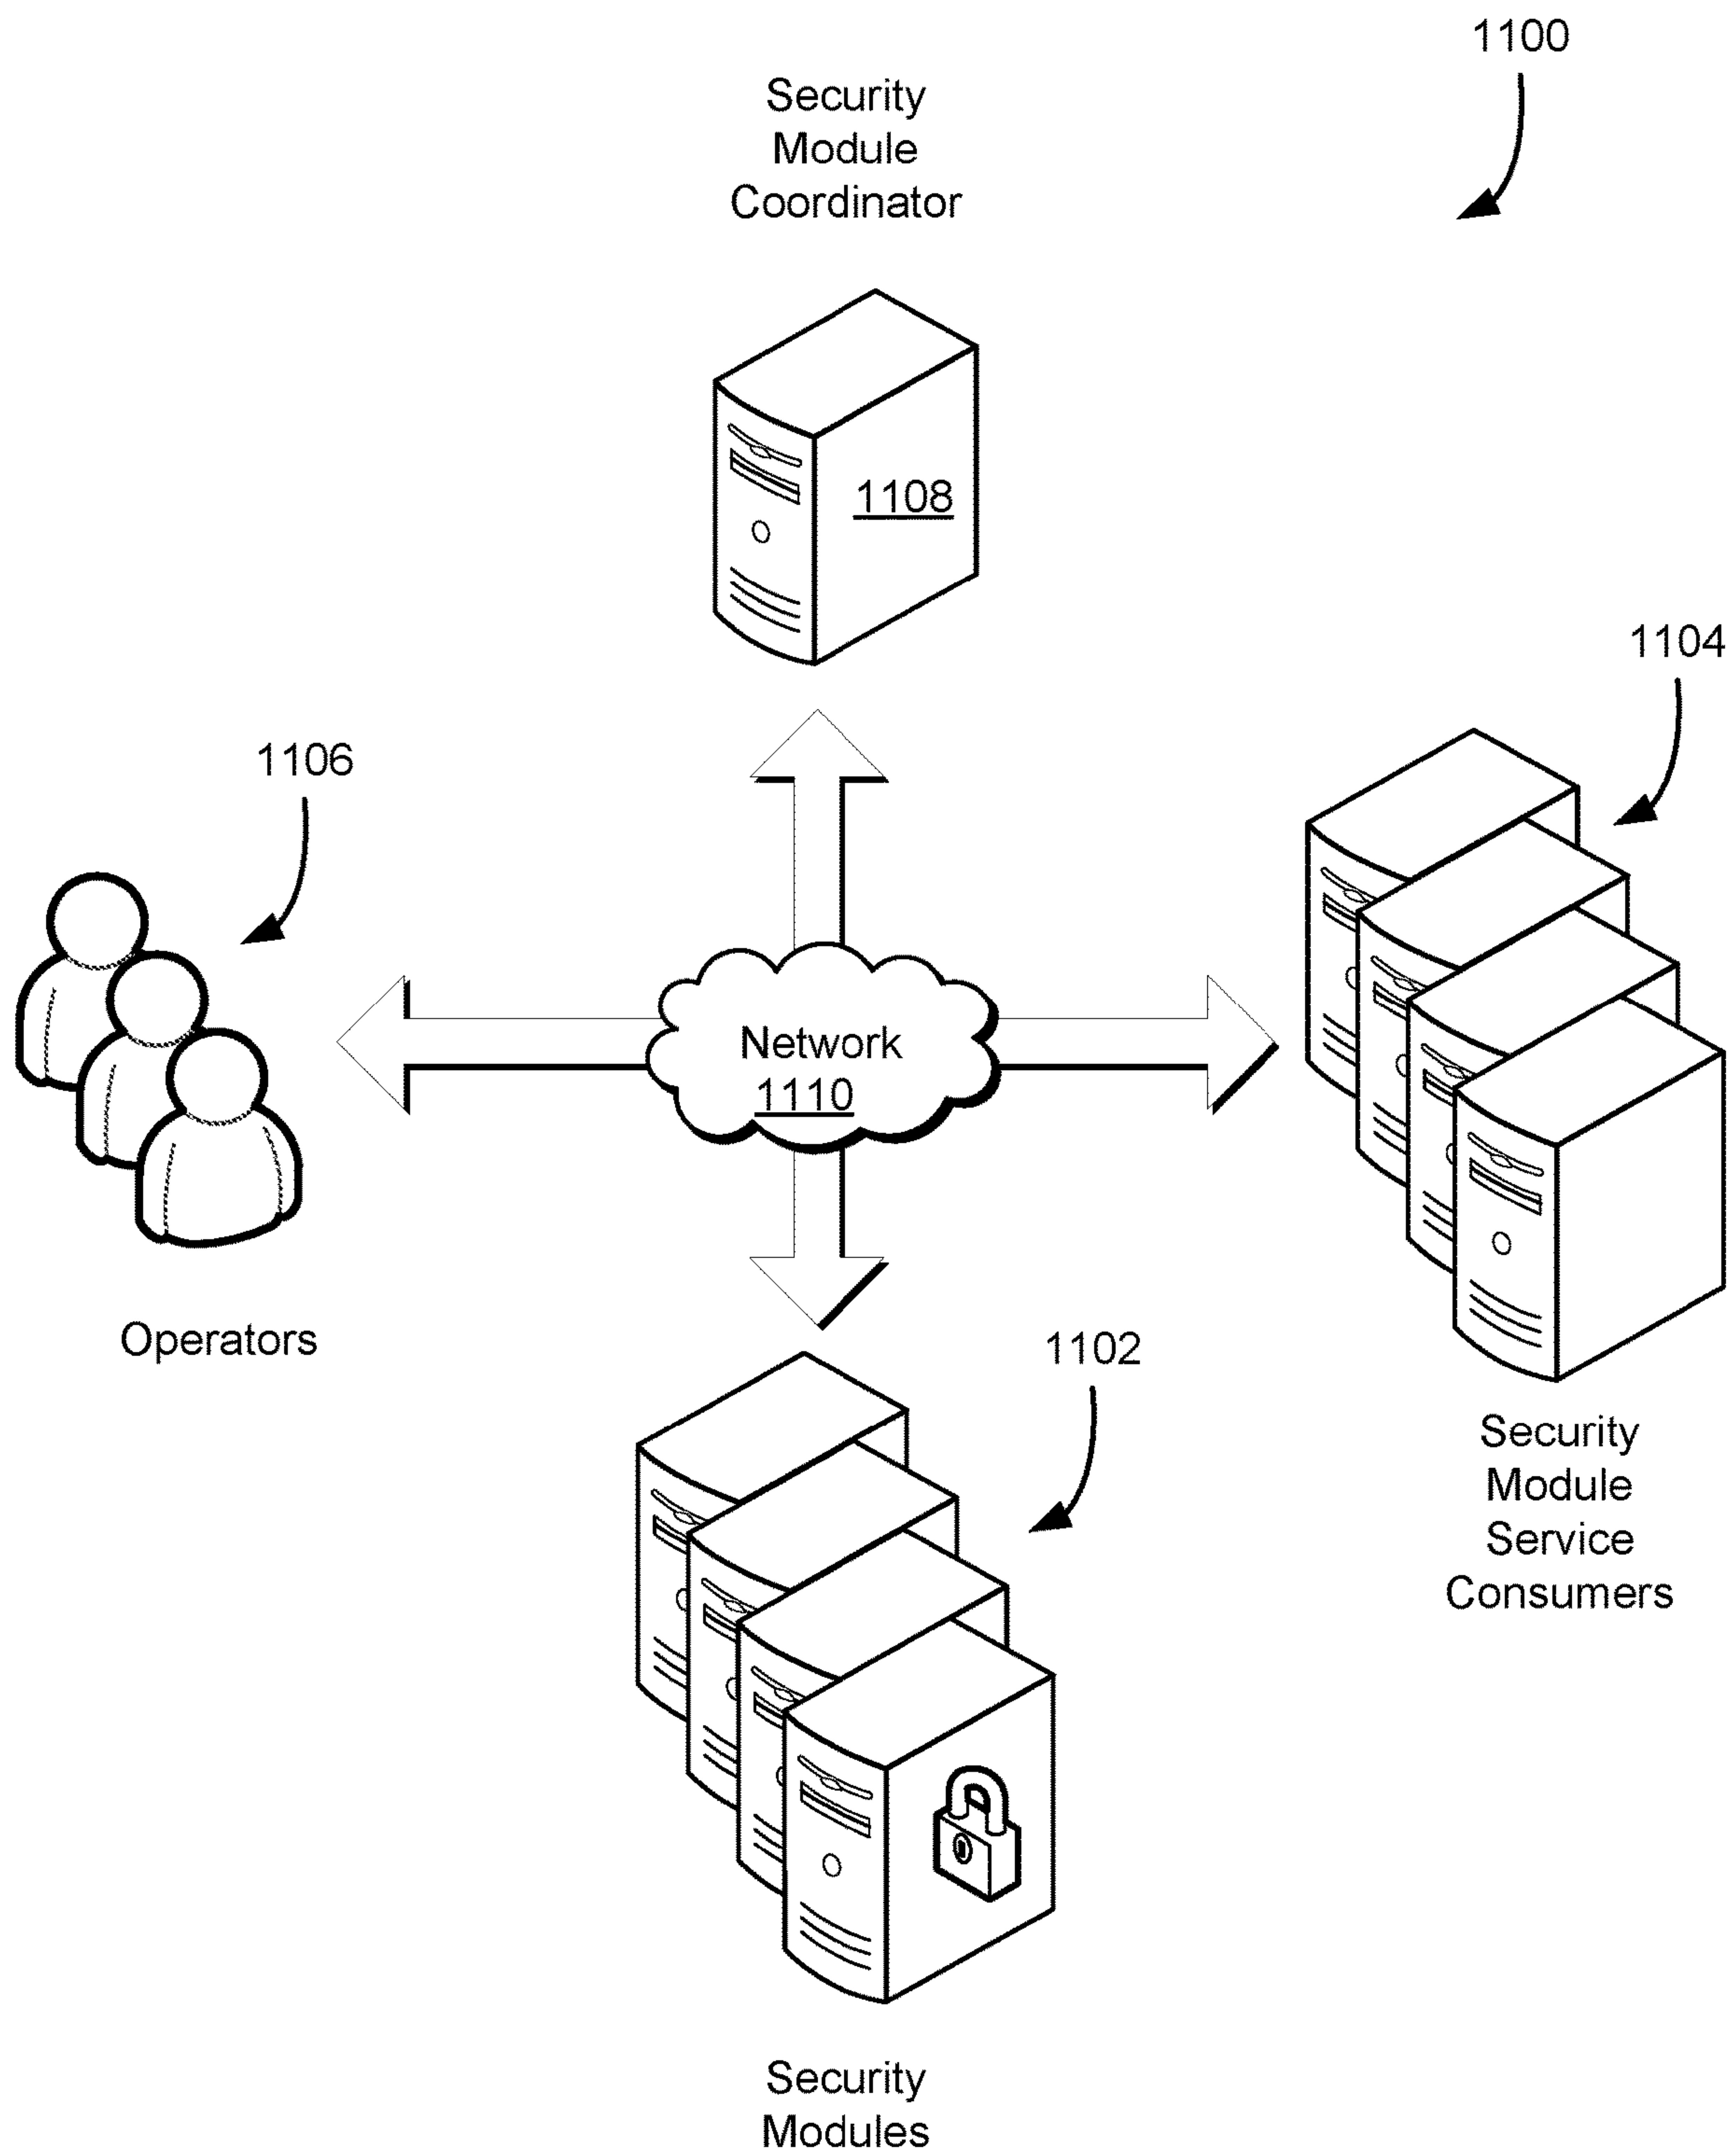 1100
Security
Module
Coordinator
1108
1104
1106
Network
1110
Operators
1102
Security
Module
Service
Consumers
Security
Modules